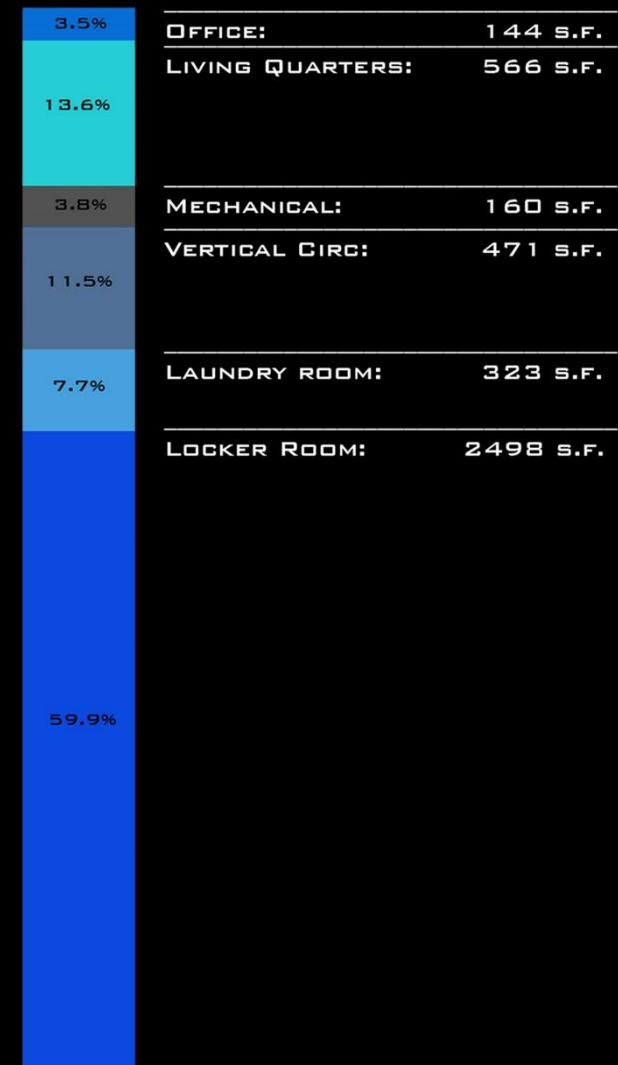 3.5% Office: 144 s.f.
Living Quarters: 566 s.f.
13.6%
3.8% Mechanical: 160 s.f.
Vertical Circ: 471 s.f.
11.5%
7.7% Laundry room: 323 s.f.
Locker Room: 2498 s.f.
59.9%